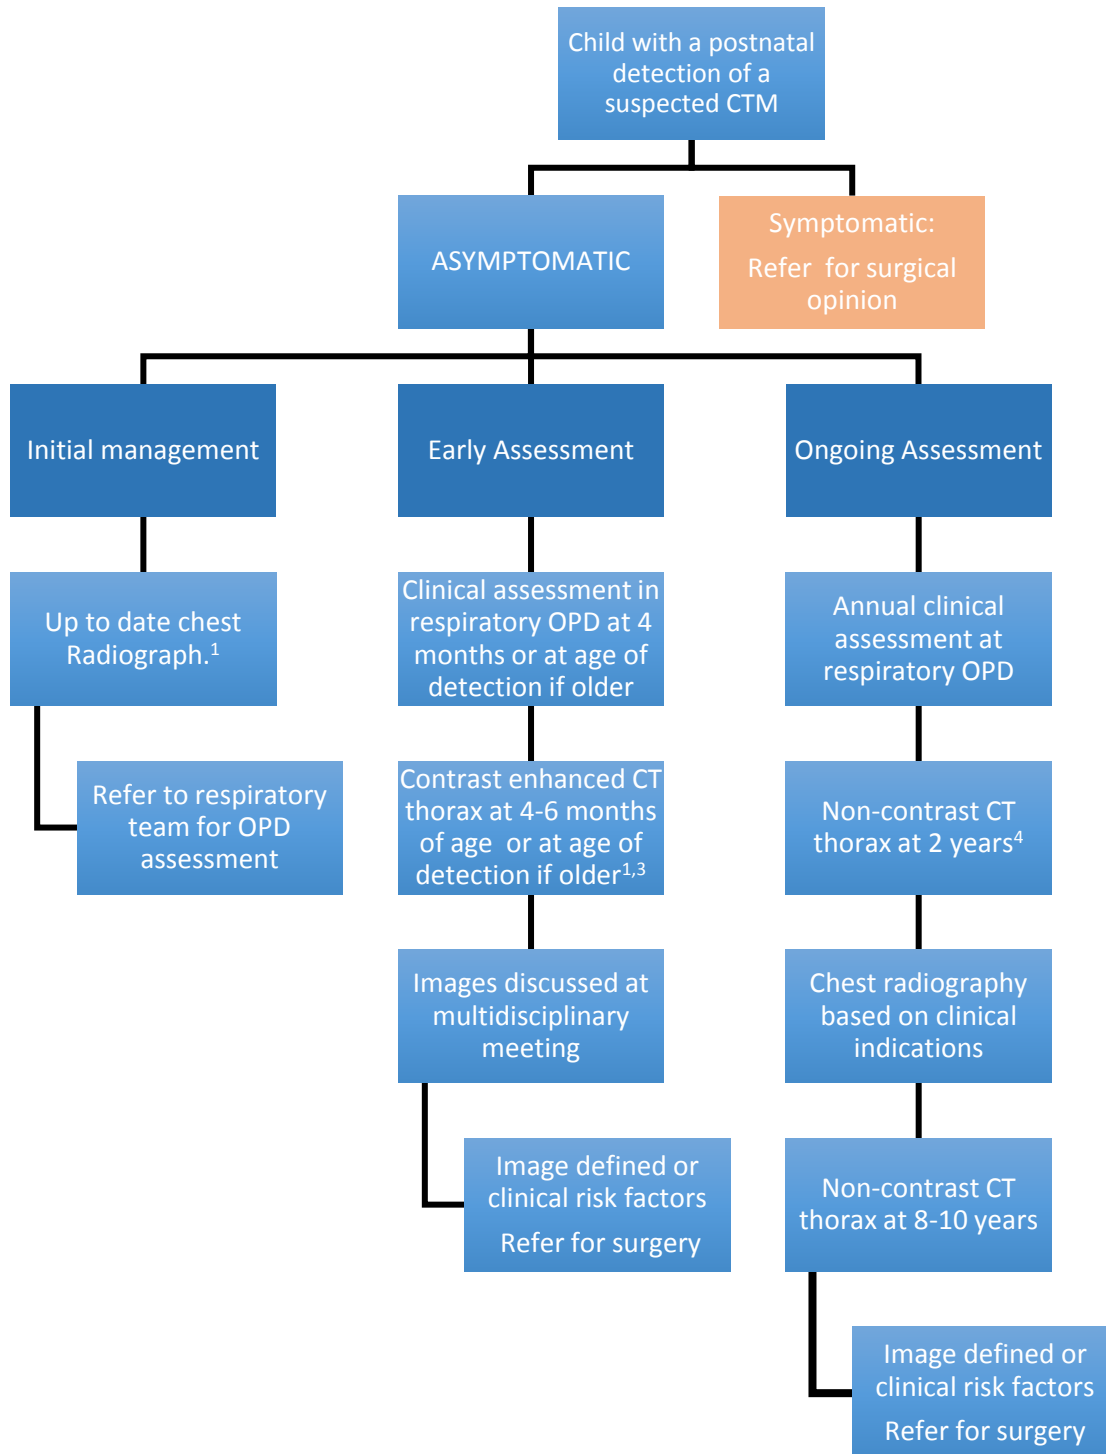 Child with a postnatal
detection of a
suspected CTM
ASYMPTOMATIC
Symptomatic:
Refer for surgical
opinion
Initial management
Early Assessment
Ongoing Assessment
Up to date chest
Radiograph.¹
Refer to respiratory
team for OPD
assessment
Clinical assessment in
respiratory OPD at 4
months or at age of
detection if older
Contrast enhanced CT
thorax at 4-6 months
of age or at age of
detection if older¹,³
Images discussed at
multidisciplinary
meeting
Image defined or
clinical risk factors
Refer for surgery
Annual clinical
assessment at
respiratory OPD
Non-contrast CT
thorax at 2 years⁴
Chest radiography
based on clinical
indications
Non-contrast CT
thorax at 8-10 years
Image defined or
clinical risk factors
Refer for surgery